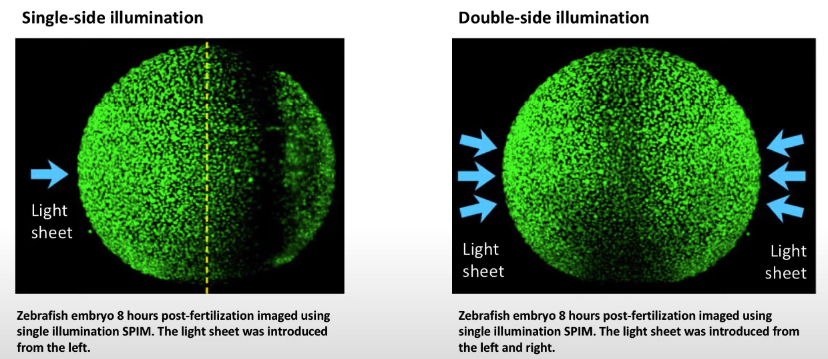 Single-side illumination
Light
sheet
Zebrafish embryo 8 hours post-fertilization imaged using
single illumination SPIM. The light sheet was introduced
from the left.
Double-side illumination
Light
sheet
Light
sheet
Zebrafish embryo 8 hours post-fertilization imaged using
single illumination SPIM. The light sheet was introduced from
the left and right.